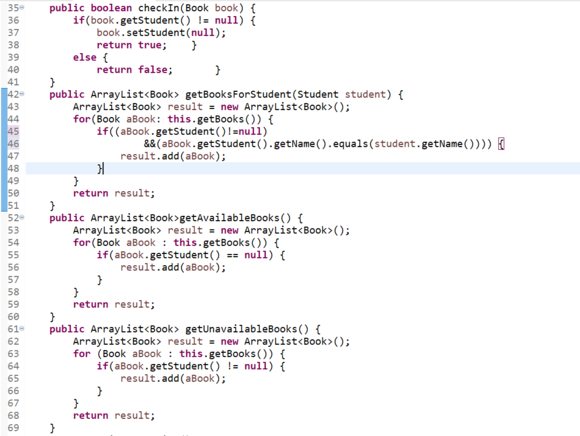 35 public boolean checkIn(Book book) {
36 if(book.getStudent() != null) {
37 book.setStudent(null);
38 return true; }
39 else {
40 return false; }
41 }
42 public ArrayList<Book> getBooksForStudent(Student student) {
43 ArrayList<Book> result = new ArrayList<Book>();
44 for(Book aBook: this.getBooks()) {
45 if((aBook.getStudent()!=null)
46 &&(aBook.getStudent().getName().equals(student.getName()))) {
47 result.add(aBook);
48 }
49 }
50 return result;
51 }
52 public ArrayList<Book>getAvailableBooks() {
53 ArrayList<Book> result = new ArrayList<Book>();
54 for(Book aBook : this.getBooks()) {
55 if(aBook.getStudent() == null) {
56 result.add(aBook);
57 }
58 }
59 return result;
60 }
61 public ArrayList<Book> getUnavailableBooks() {
62 ArrayList<Book> result = new ArrayList<Book>();
63 for (Book aBook : this.getBooks()) {
64 if(aBook.getStudent() != null) {
65 result.add(aBook);
66 }
67 }
68 return result;
69 }